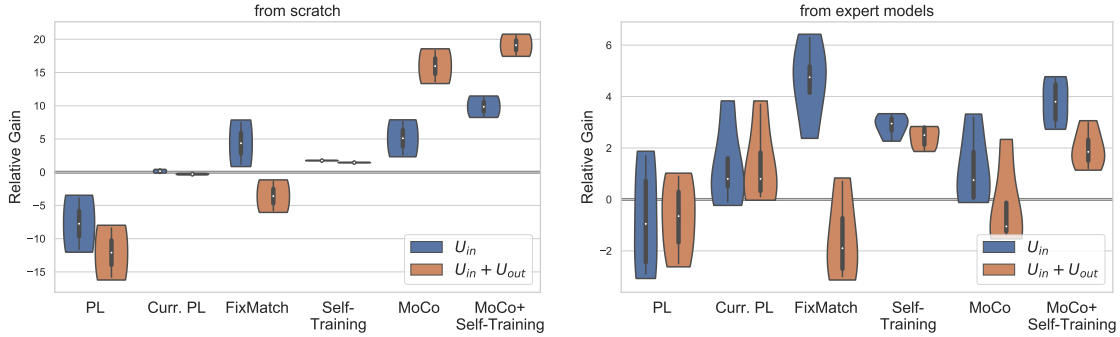 from scratch
Relative Gain
20
15
10
5
0
−5
−10
−15
PL
Curr. PL
FixMatch
Self-
Training
MoCo
MoCo+
Self-Training
U_in
U_in + U_out
from expert models
Relative Gain
6
4
2
0
−2
PL
Curr. PL
FixMatch
Self-
Training
MoCo
MoCo+
Self-Training
U_in
U_in + U_out